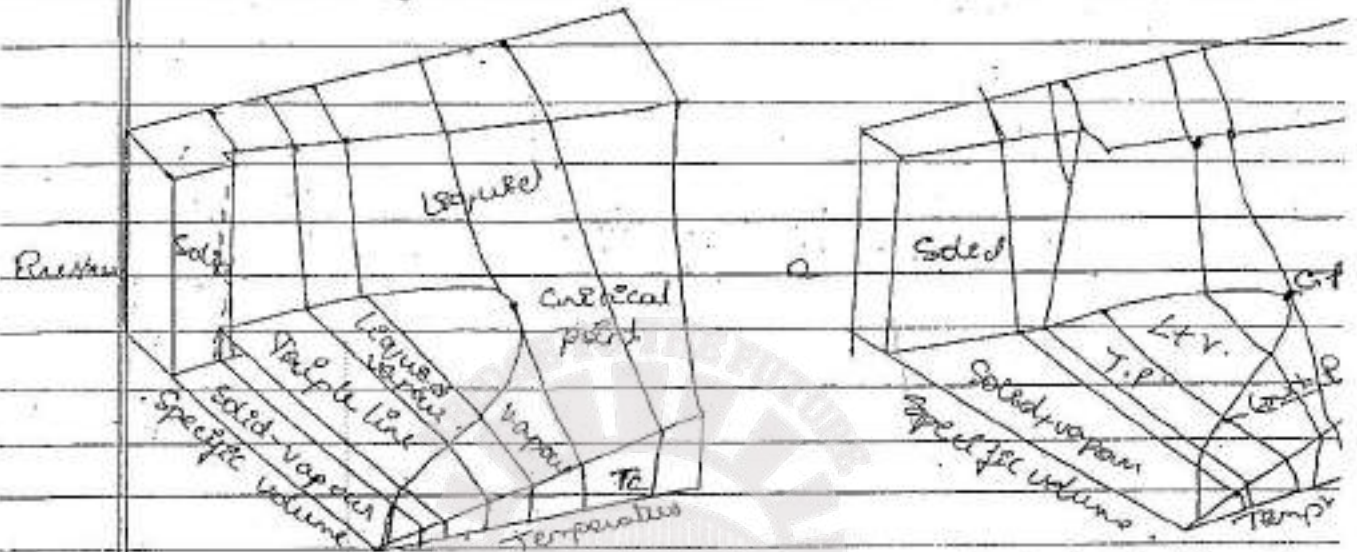 Pressure
Solid
Liquid
Critical
point
Liquid
vapour
Triple line
Solid-vapour
Specific
volume
Vapour
Tc
Temperature
Solid
C.P
L+V.
T.P
Solid+vapour
Specific volume
Temp